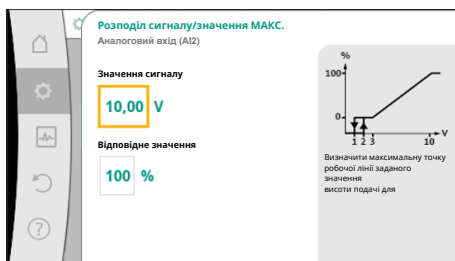 Розподіл сигналу/значення МАКС.
Аналоговий вхід (AI2)
Значення сигналу
10,00 V
Відповідне значення
100 %
%
100
0
1 2 3 10
V
Визначити максимальну точку
робочої лінії заданого
значення
висоти подачі для
?